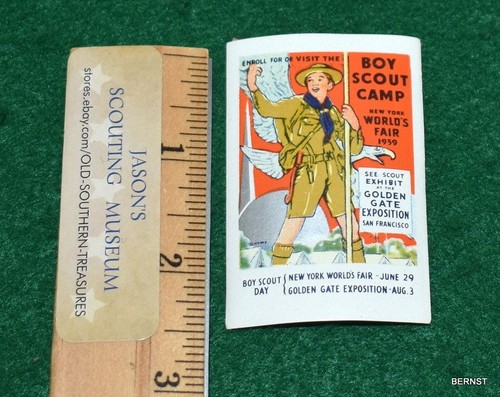 JASON'S
SCOUTING MUSEUM
stores.ebay.com/OLD-SOUTHERN-TREASURES
1
2
3
ENROLL FOR OR VISIT THE
BOY
SCOUT
CAMP
NEW YORK
WORLD'S
FAIR
1939
SEE SCOUT
EXHIBIT
AT THE
GOLDEN
GATE
EXPOSITION
SAN FRANCISCO
BOY SCOUT DAY
NEW YORK WORLD'S FAIR - JUNE 29
GOLDEN GATE EXPOSITION - AUG. 3
BERNST